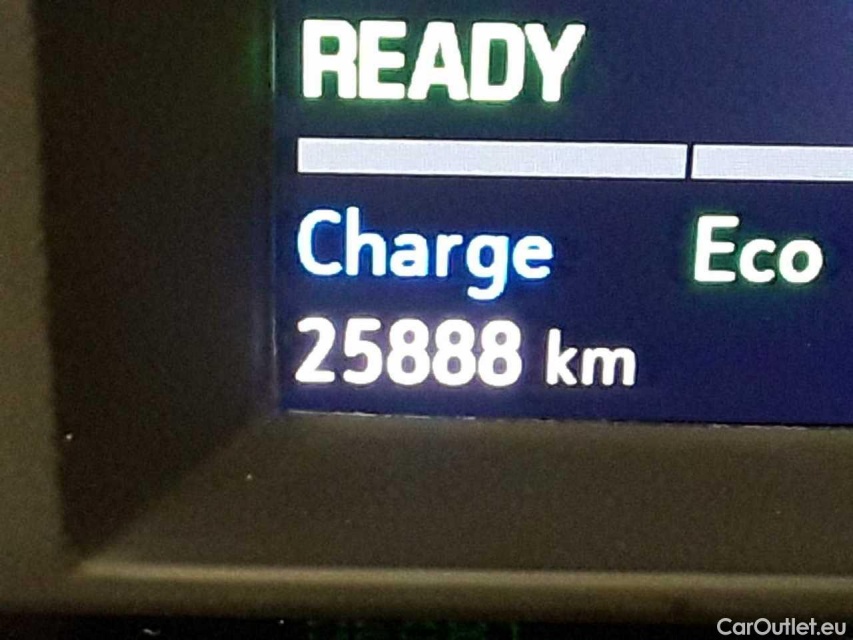 READY
Charge Eco
25888 km
CarOutlet.eu